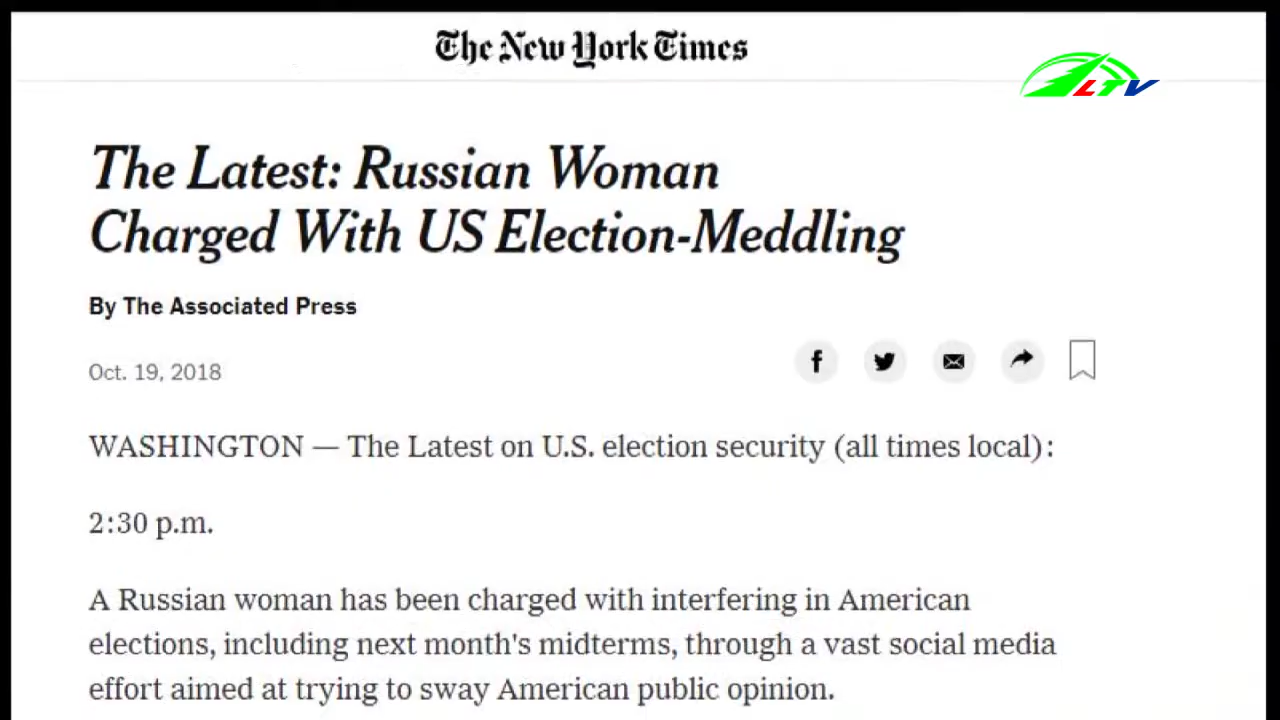 The New York Times
LTV
The Latest: Russian Woman
Charged With US Election-Meddling
By The Associated Press
Oct. 19, 2018
WASHINGTON — The Latest on U.S. election security (all times local):
2:30 p.m.
A Russian woman has been charged with interfering in American
elections, including next month's midterms, through a vast social media
effort aimed at trying to sway American public opinion.